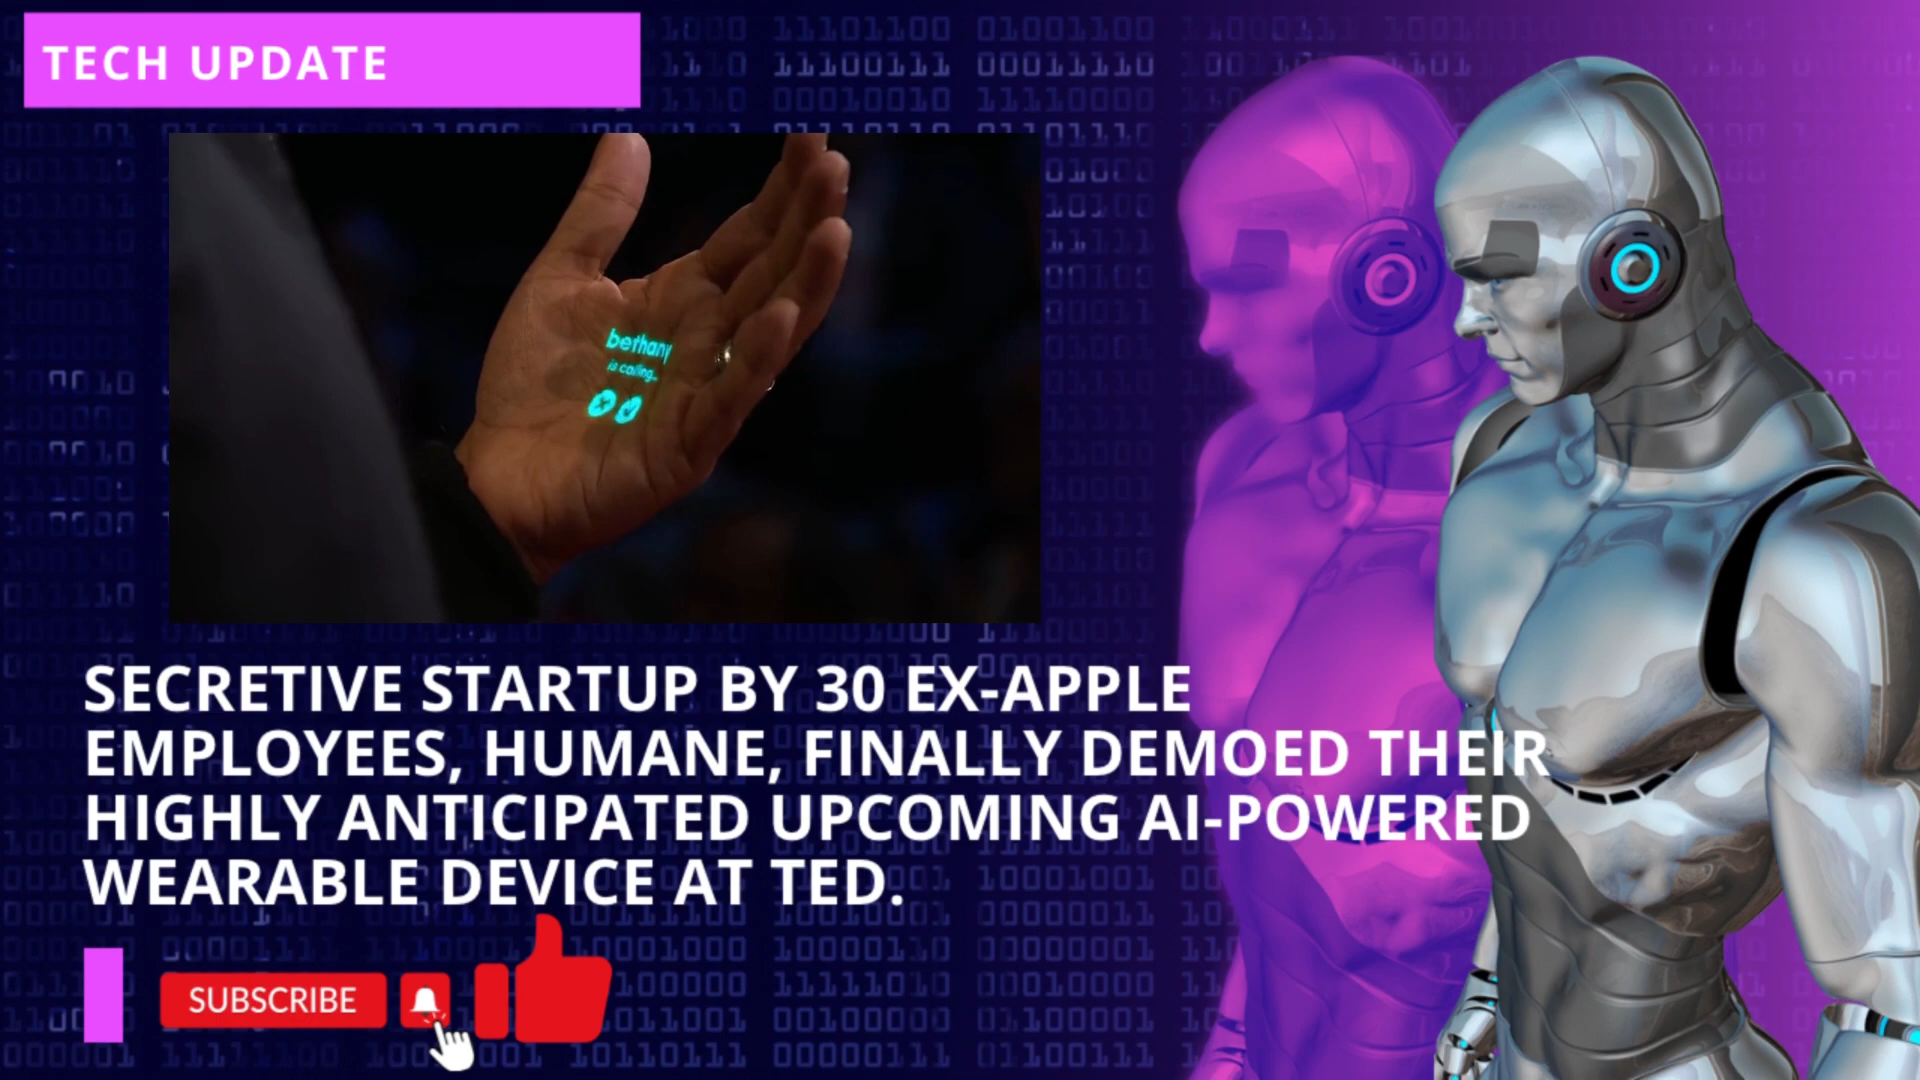 TECH UPDATE
bethany
is calling...
SECRETIVE STARTUP BY 30 EX-APPLE
EMPLOYEES, HUMANE, FINALLY DEMOED THEIR
HIGHLY ANTICIPATED UPCOMING AI-POWERED
WEARABLE DEVICE AT TED.
SUBSCRIBE